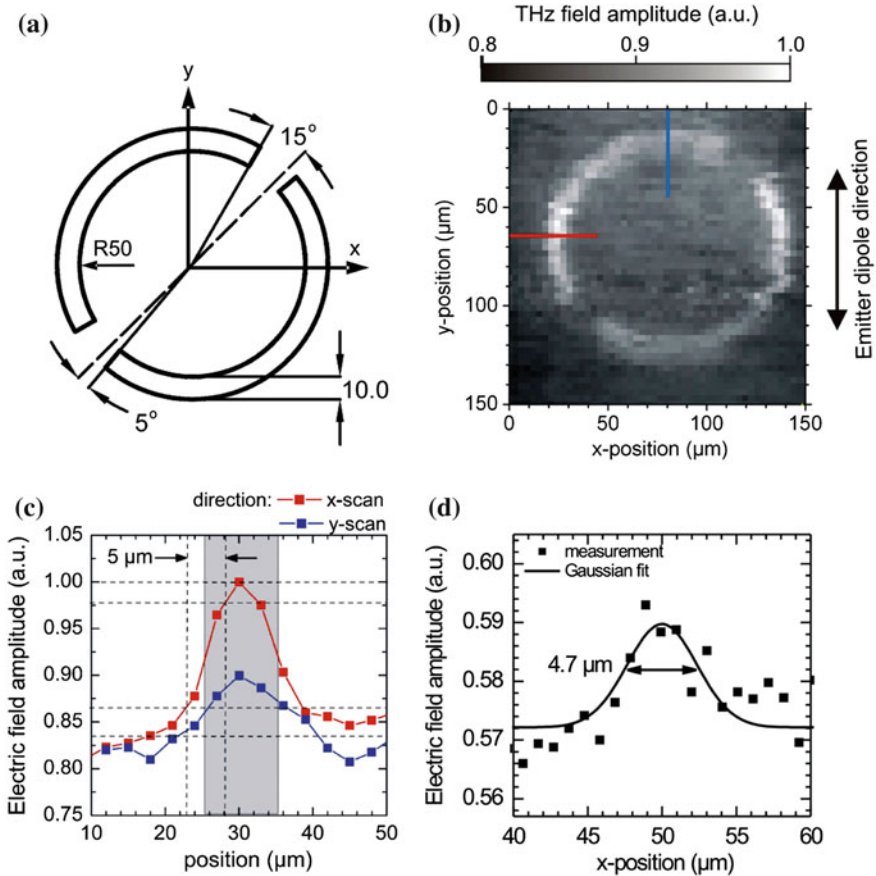 (a)
y
15°
x
R50
10.0
5°
(b)
THz field amplitude (a.u.)
0.8 0.9 1.0
0
50
100
150
y-position (µm)
0 50 100 150
x-position (µm)
Emitter dipole direction
(c)
direction: x-scan
y-scan
1.05
1.00
0.95
0.90
0.85
0.80
0.75
Electric field amplitude (a.u.)
5 µm
10 20 30 40 50
position (µm)
(d)
0.60
0.59
0.58
0.57
0.56
Electric field amplitude (a.u.)
measurement
Gaussian fit
4.7 µm
40 45 50 55 60
x-position (µm)